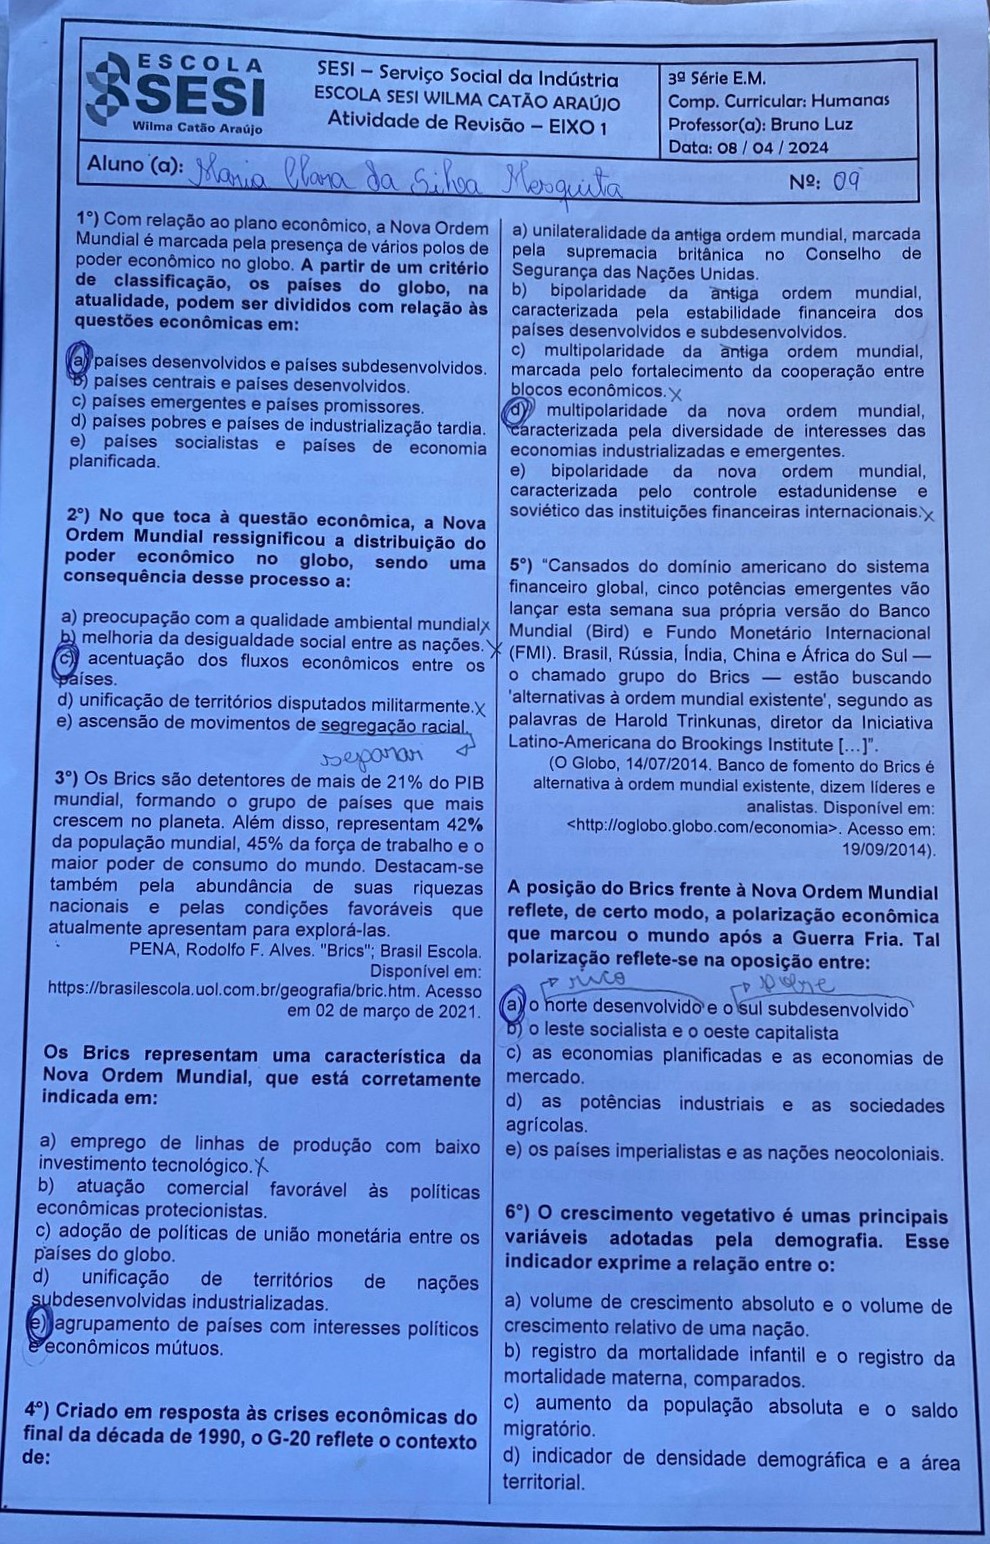 ESCOLA
SESI
Wilma Catão Araújo
SESI – Serviço Social da Indústria
ESCOLA SESI WILMA CATÃO ARAÚJO
Atividade de Revisão – EIXO 1
3ª Série E.M.
Comp. Curricular: Humanas
Professor(a): Bruno Luz
Data: 08 / 04 / 2024
Aluno (a): Maria Clara da Silva Mesquita
Nº: 09
1°) Com relação ao plano econômico, a Nova Ordem
Mundial é marcada pela presença de vários polos de
poder econômico no globo. A partir de um critério
de classificação, os países do globo, na
atualidade, podem ser divididos com relação às
questões econômicas em:
a) países desenvolvidos e países subdesenvolvidos.
b) países centrais e países desenvolvidos.
c) países emergentes e países promissores.
d) países pobres e países de industrialização tardia.
e) países socialistas e países de economia
planificada.
2°) No que toca à questão econômica, a Nova
Ordem Mundial ressignificou a distribuição do
poder econômico no globo, sendo uma
consequência desse processo a:
a) preocupação com a qualidade ambiental mundial x
b) melhoria da desigualdade social entre as nações. x
c) acentuação dos fluxos econômicos entre os
países.
d) unificação de territórios disputados militarmente. x
e) ascensão de movimentos de segregação racial.
separar
3°) Os Brics são detentores de mais de 21% do PIB
mundial, formando o grupo de países que mais
crescem no planeta. Além disso, representam 42%
da população mundial, 45% da força de trabalho e o
maior poder de consumo do mundo. Destacam-se
também pela abundância de suas riquezas
nacionais e pelas condições favoráveis que
atualmente apresentam para explorá-las.
PENA, Rodolfo F. Alves. "Brics"; Brasil Escola.
Disponível em:
https://brasilescola.uol.com.br/geografia/bric.htm. Acesso
em 02 de março de 2021.
Os Brics representam uma característica da
Nova Ordem Mundial, que está corretamente
indicada em:
a) emprego de linhas de produção com baixo
investimento tecnológico. x
b) atuação comercial favorável às políticas
econômicas protecionistas.
c) adoção de políticas de união monetária entre os
países do globo.
d) unificação de territórios de nações
subdesenvolvidas industrializadas.
e) agrupamento de países com interesses políticos
e econômicos mútuos.
4°) Criado em resposta às crises econômicas do
final da década de 1990, o G-20 reflete o contexto
de:
a) unilateralidade da antiga ordem mundial, marcada
pela supremacia britânica no Conselho de
Segurança das Nações Unidas.
b) bipolaridade da antiga ordem mundial,
caracterizada pela estabilidade financeira dos
países desenvolvidos e subdesenvolvidos.
c) multipolaridade da antiga ordem mundial,
marcada pelo fortalecimento da cooperação entre
blocos econômicos. x
d) multipolaridade da nova ordem mundial,
caracterizada pela diversidade de interesses das
economias industrializadas e emergentes.
e) bipolaridade da nova ordem mundial,
caracterizada pelo controle estadunidense e
soviético das instituições financeiras internacionais. x
5°) “Cansados do domínio americano do sistema
financeiro global, cinco potências emergentes vão
lançar esta semana sua própria versão do Banco
Mundial (Bird) e Fundo Monetário Internacional
(FMI). Brasil, Rússia, Índia, China e África do Sul —
o chamado grupo do Brics — estão buscando
'alternativas à ordem mundial existente', segundo as
palavras de Harold Trinkunas, diretor da Iniciativa
Latino-Americana do Brookings Institute [...]”.
(O Globo, 14/07/2014. Banco de fomento do Brics é
alternativa à ordem mundial existente, dizem líderes e
analistas. Disponível em:
<http://oglobo.globo.com/economia>. Acesso em:
19/09/2014).
A posição do Brics frente à Nova Ordem Mundial
reflete, de certo modo, a polarização econômica
que marcou o mundo após a Guerra Fria. Tal
polarização reflete-se na oposição entre:
rico pobre
a) o norte desenvolvido e o sul subdesenvolvido
b) o leste socialista e o oeste capitalista
c) as economias planificadas e as economias de
mercado.
d) as potências industriais e as sociedades
agrícolas.
e) os países imperialistas e as nações neocoloniais.
6°) O crescimento vegetativo é umas principais
variáveis adotadas pela demografia. Esse
indicador exprime a relação entre o:
a) volume de crescimento absoluto e o volume de
crescimento relativo de uma nação.
b) registro da mortalidade infantil e o registro da
mortalidade materna, comparados.
c) aumento da população absoluta e o saldo
migratório.
d) indicador de densidade demográfica e a área
territorial.